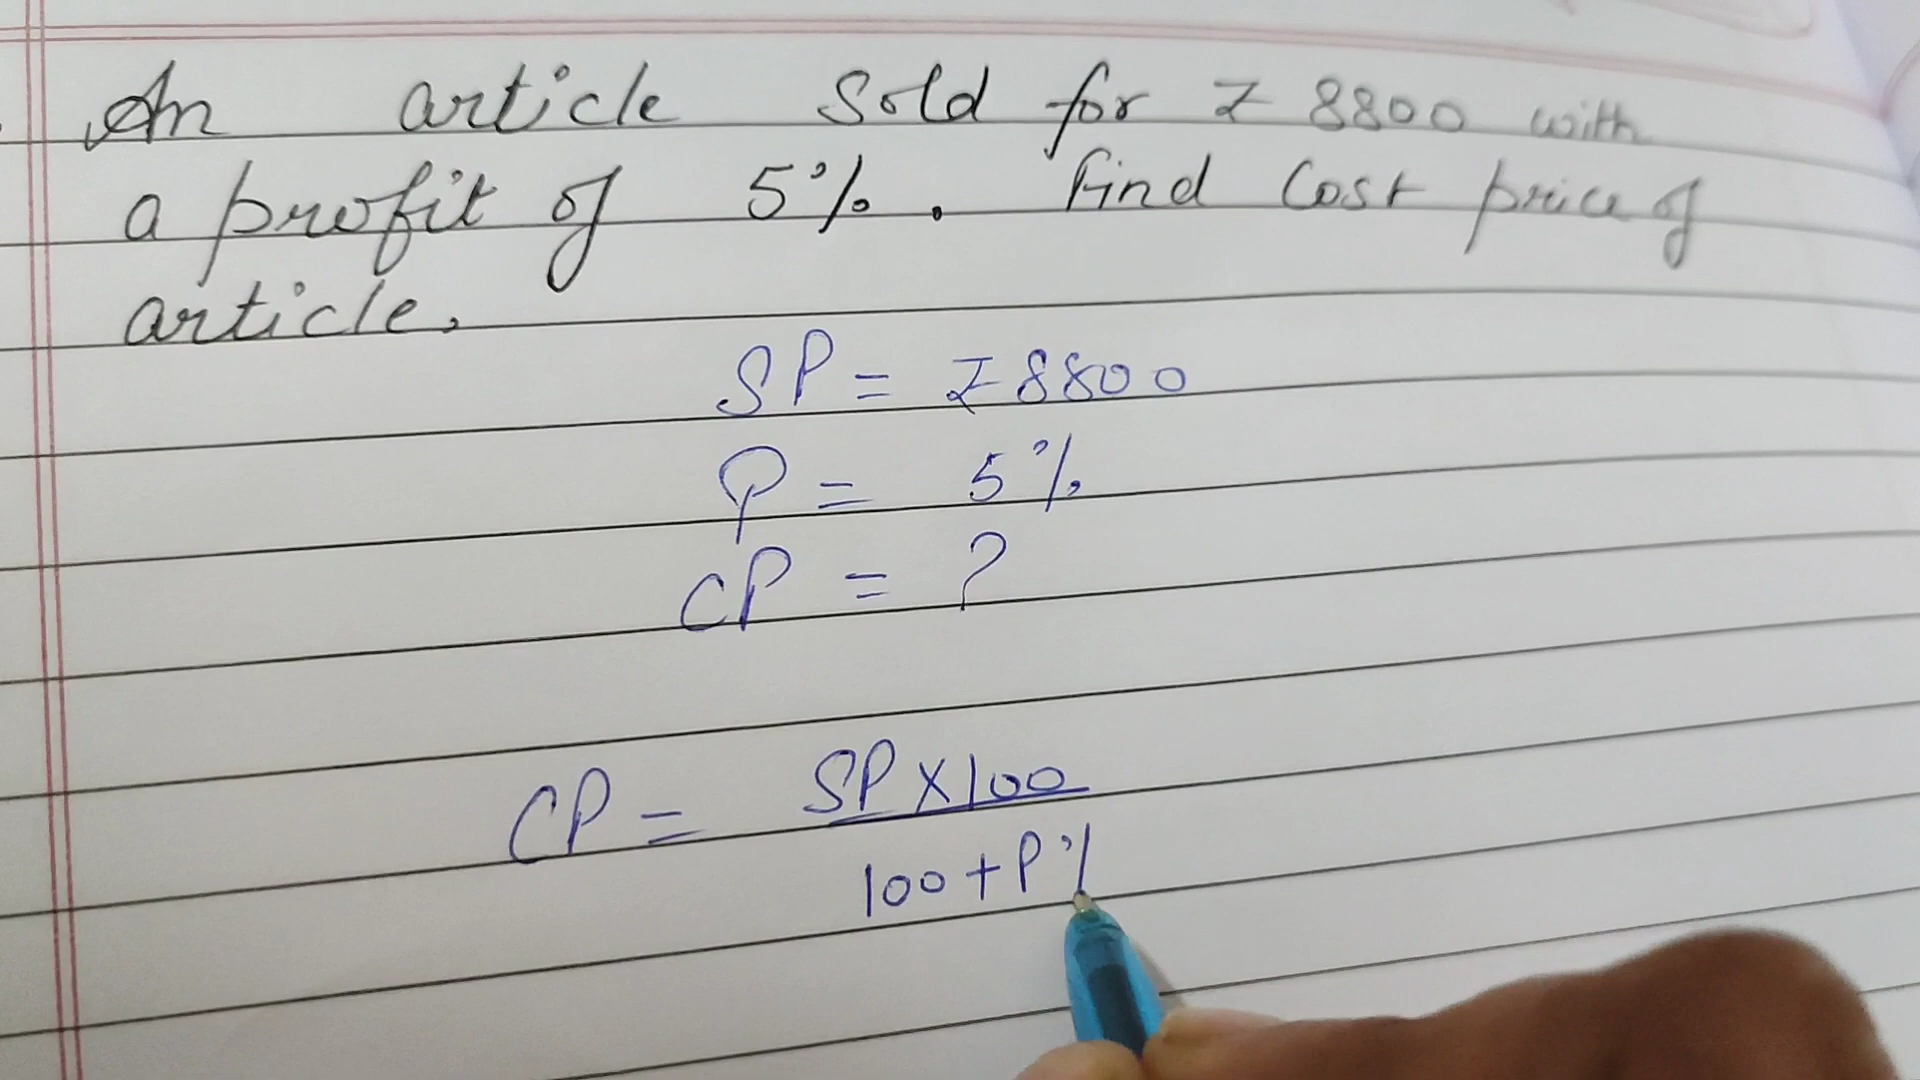 An article sold for ₹ 8800 with
a profit of 5%. Find Cost price of
article.
SP = ₹8800
P = 5%
CP = ?
CP = SP X 100
100 + P%